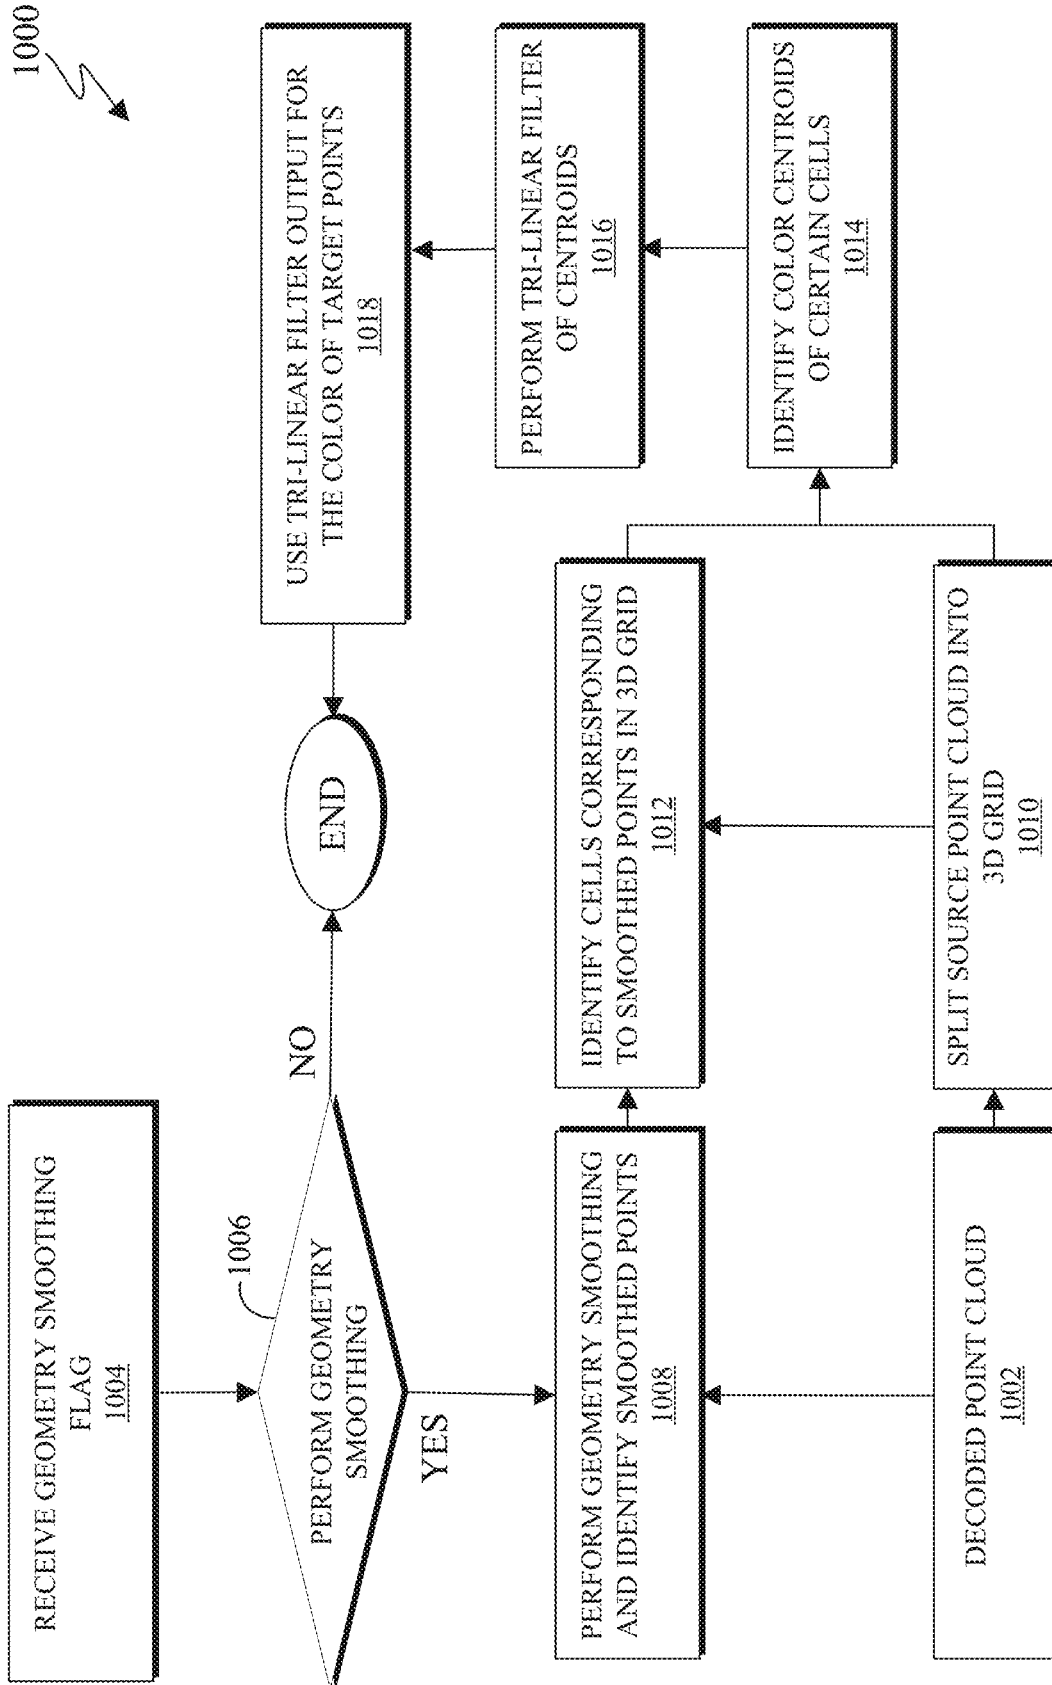 1000
RECEIVE GEOMETRY SMOOTHING
FLAG
1004
1006
PERFORM GEOMETRY
SMOOTHING
NO
YES
END
USE TRI-LINEAR FILTER OUTPUT FOR
THE COLOR OF TARGET POINTS
1018
PERFORM GEOMETRY SMOOTHING
AND IDENTIFY SMOOTHED POINTS
1008
IDENTIFY CELLS CORRESPONDING
TO SMOOTHED POINTS IN 3D GRID
1012
PERFORM TRI-LINEAR FILTER
OF CENTROIDS
1016
DECODED POINT CLOUD
1002
SPLIT SOURCE POINT CLOUD INTO
3D GRID
1010
IDENTIFY COLOR CENTROIDS
OF CERTAIN CELLS
1014